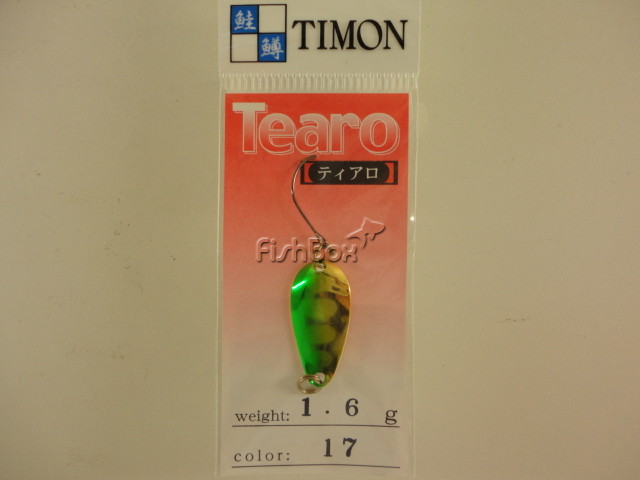 鮭 TIMON
鱒
Tearo
ティアロ
FishBox
weight: 1.6 g
color: 17